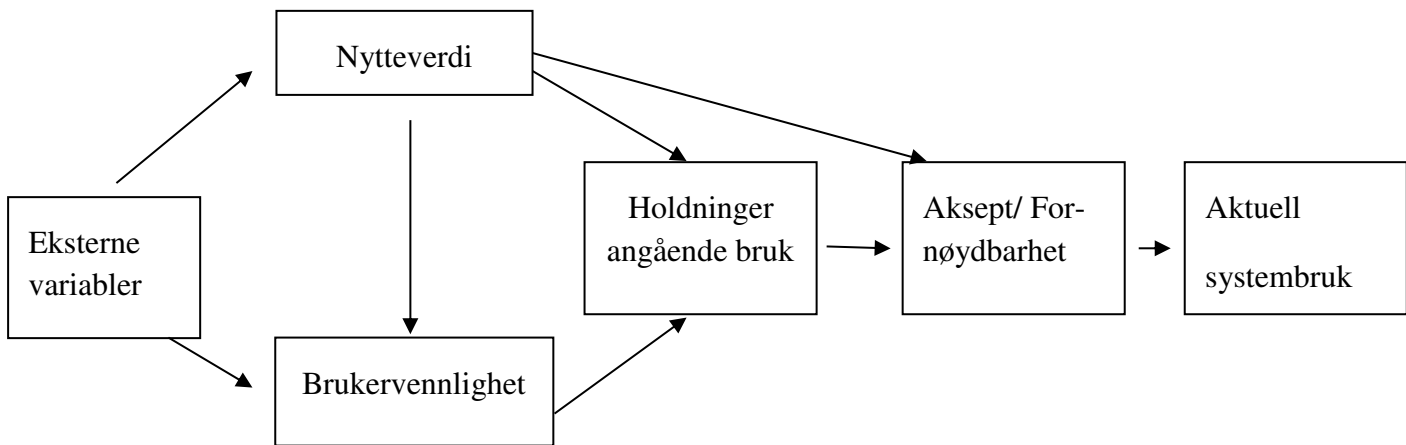 Nytteverdi
Eksterne
variabler
Brukervennlighet
Holdninger
angående bruk
Aksept/ For-
nøydbarhet
Aktuell
systembruk